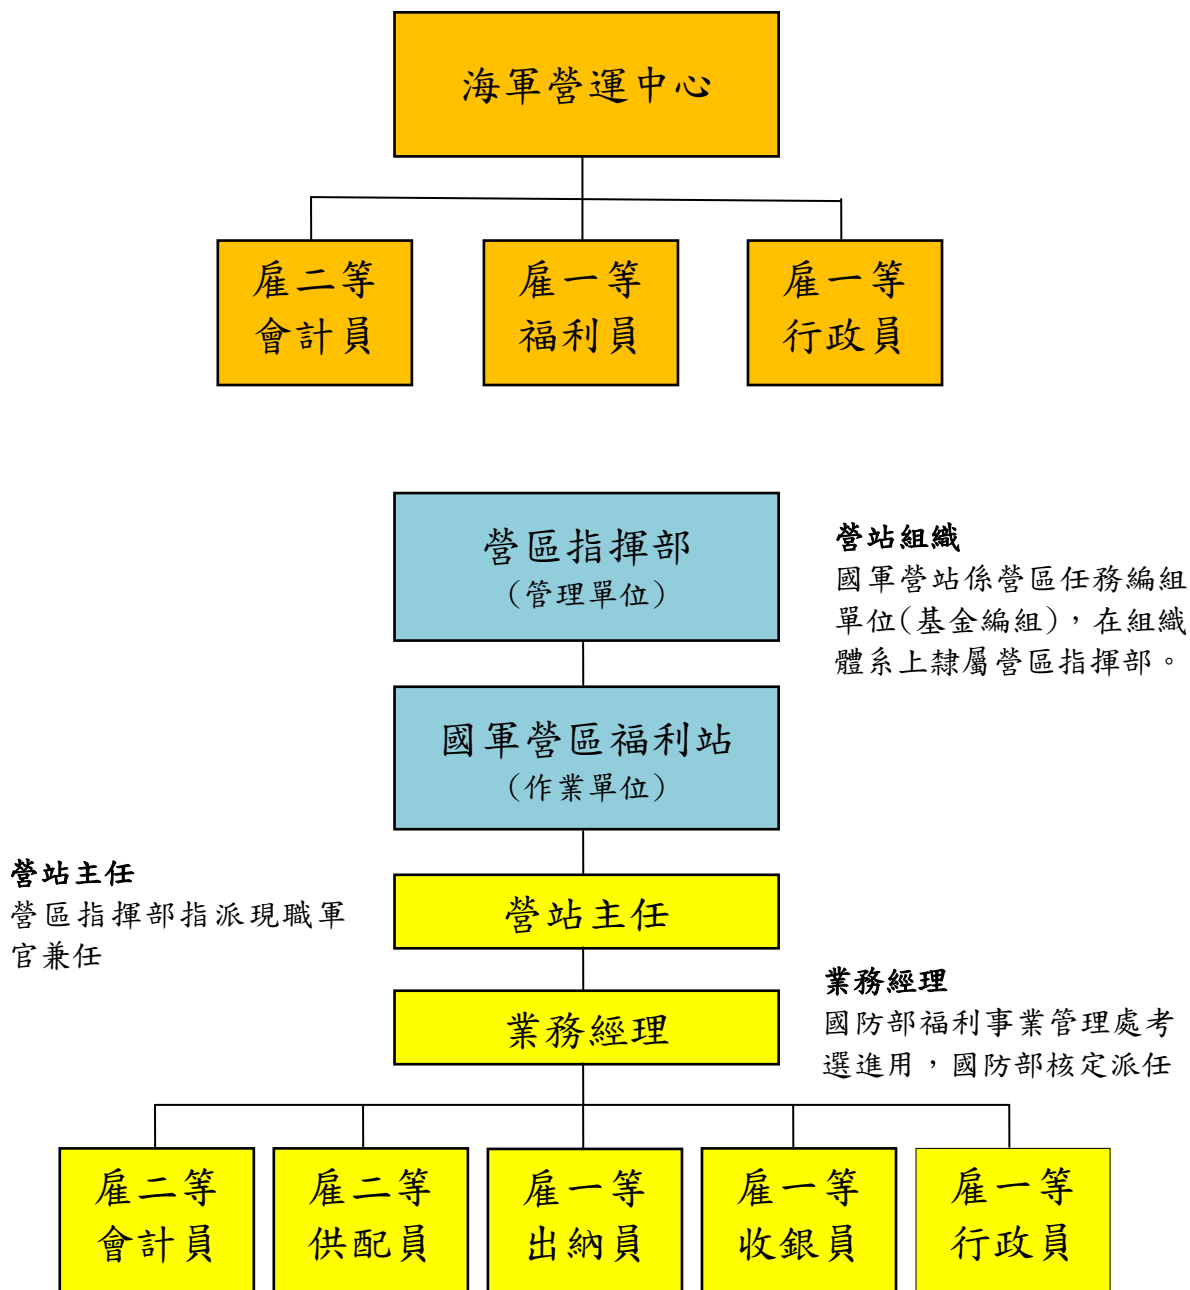 海軍營運中心
雇二等
會計員
雇一等
福利員
雇一等
行政員
營區指揮部
(管理單位)
營站組織
國軍營站係營區任務編組
單位(基金編組)，在組織
體系上隸屬營區指揮部。
國軍營區福利站
(作業單位)
營站主任
營區指揮部指派現職軍
官兼任
營站主任
業務經理
業務經理
國防部福利事業管理處考
選進用，國防部核定派任
雇二等
會計員
雇二等
供配員
雇一等
出納員
雇一等
收銀員
雇一等
行政員